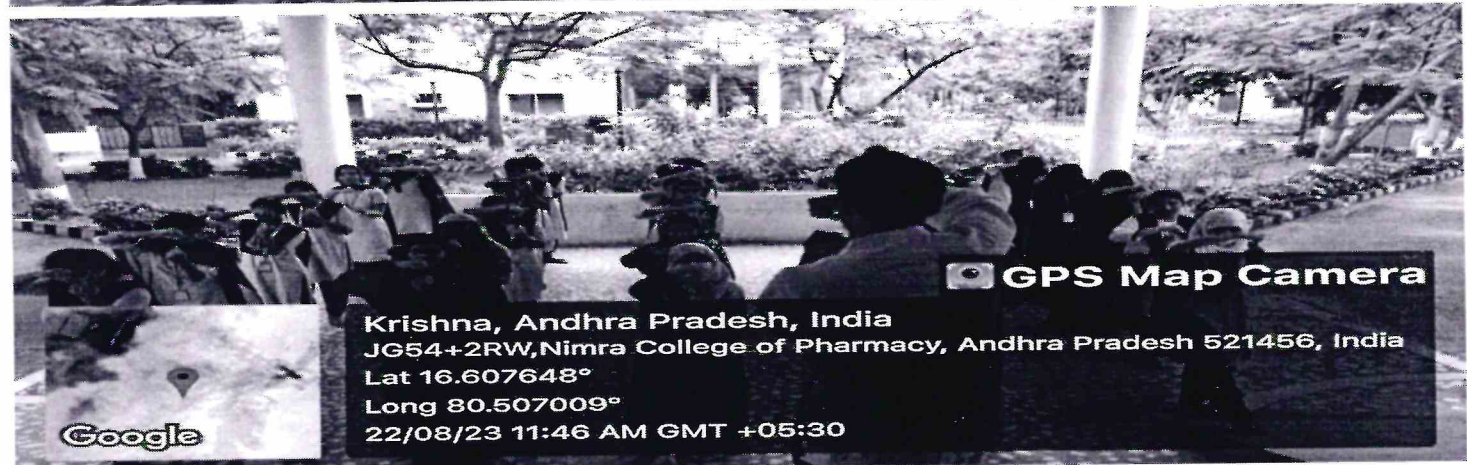 GPS Map Camera
Krishna, Andhra Pradesh, India
JG54+2RW,Nimra College of Pharmacy, Andhra Pradesh 521456, India
Lat 16.607648°
Long 80.507009°
22/08/23 11:46 AM GMT +05:30
Google